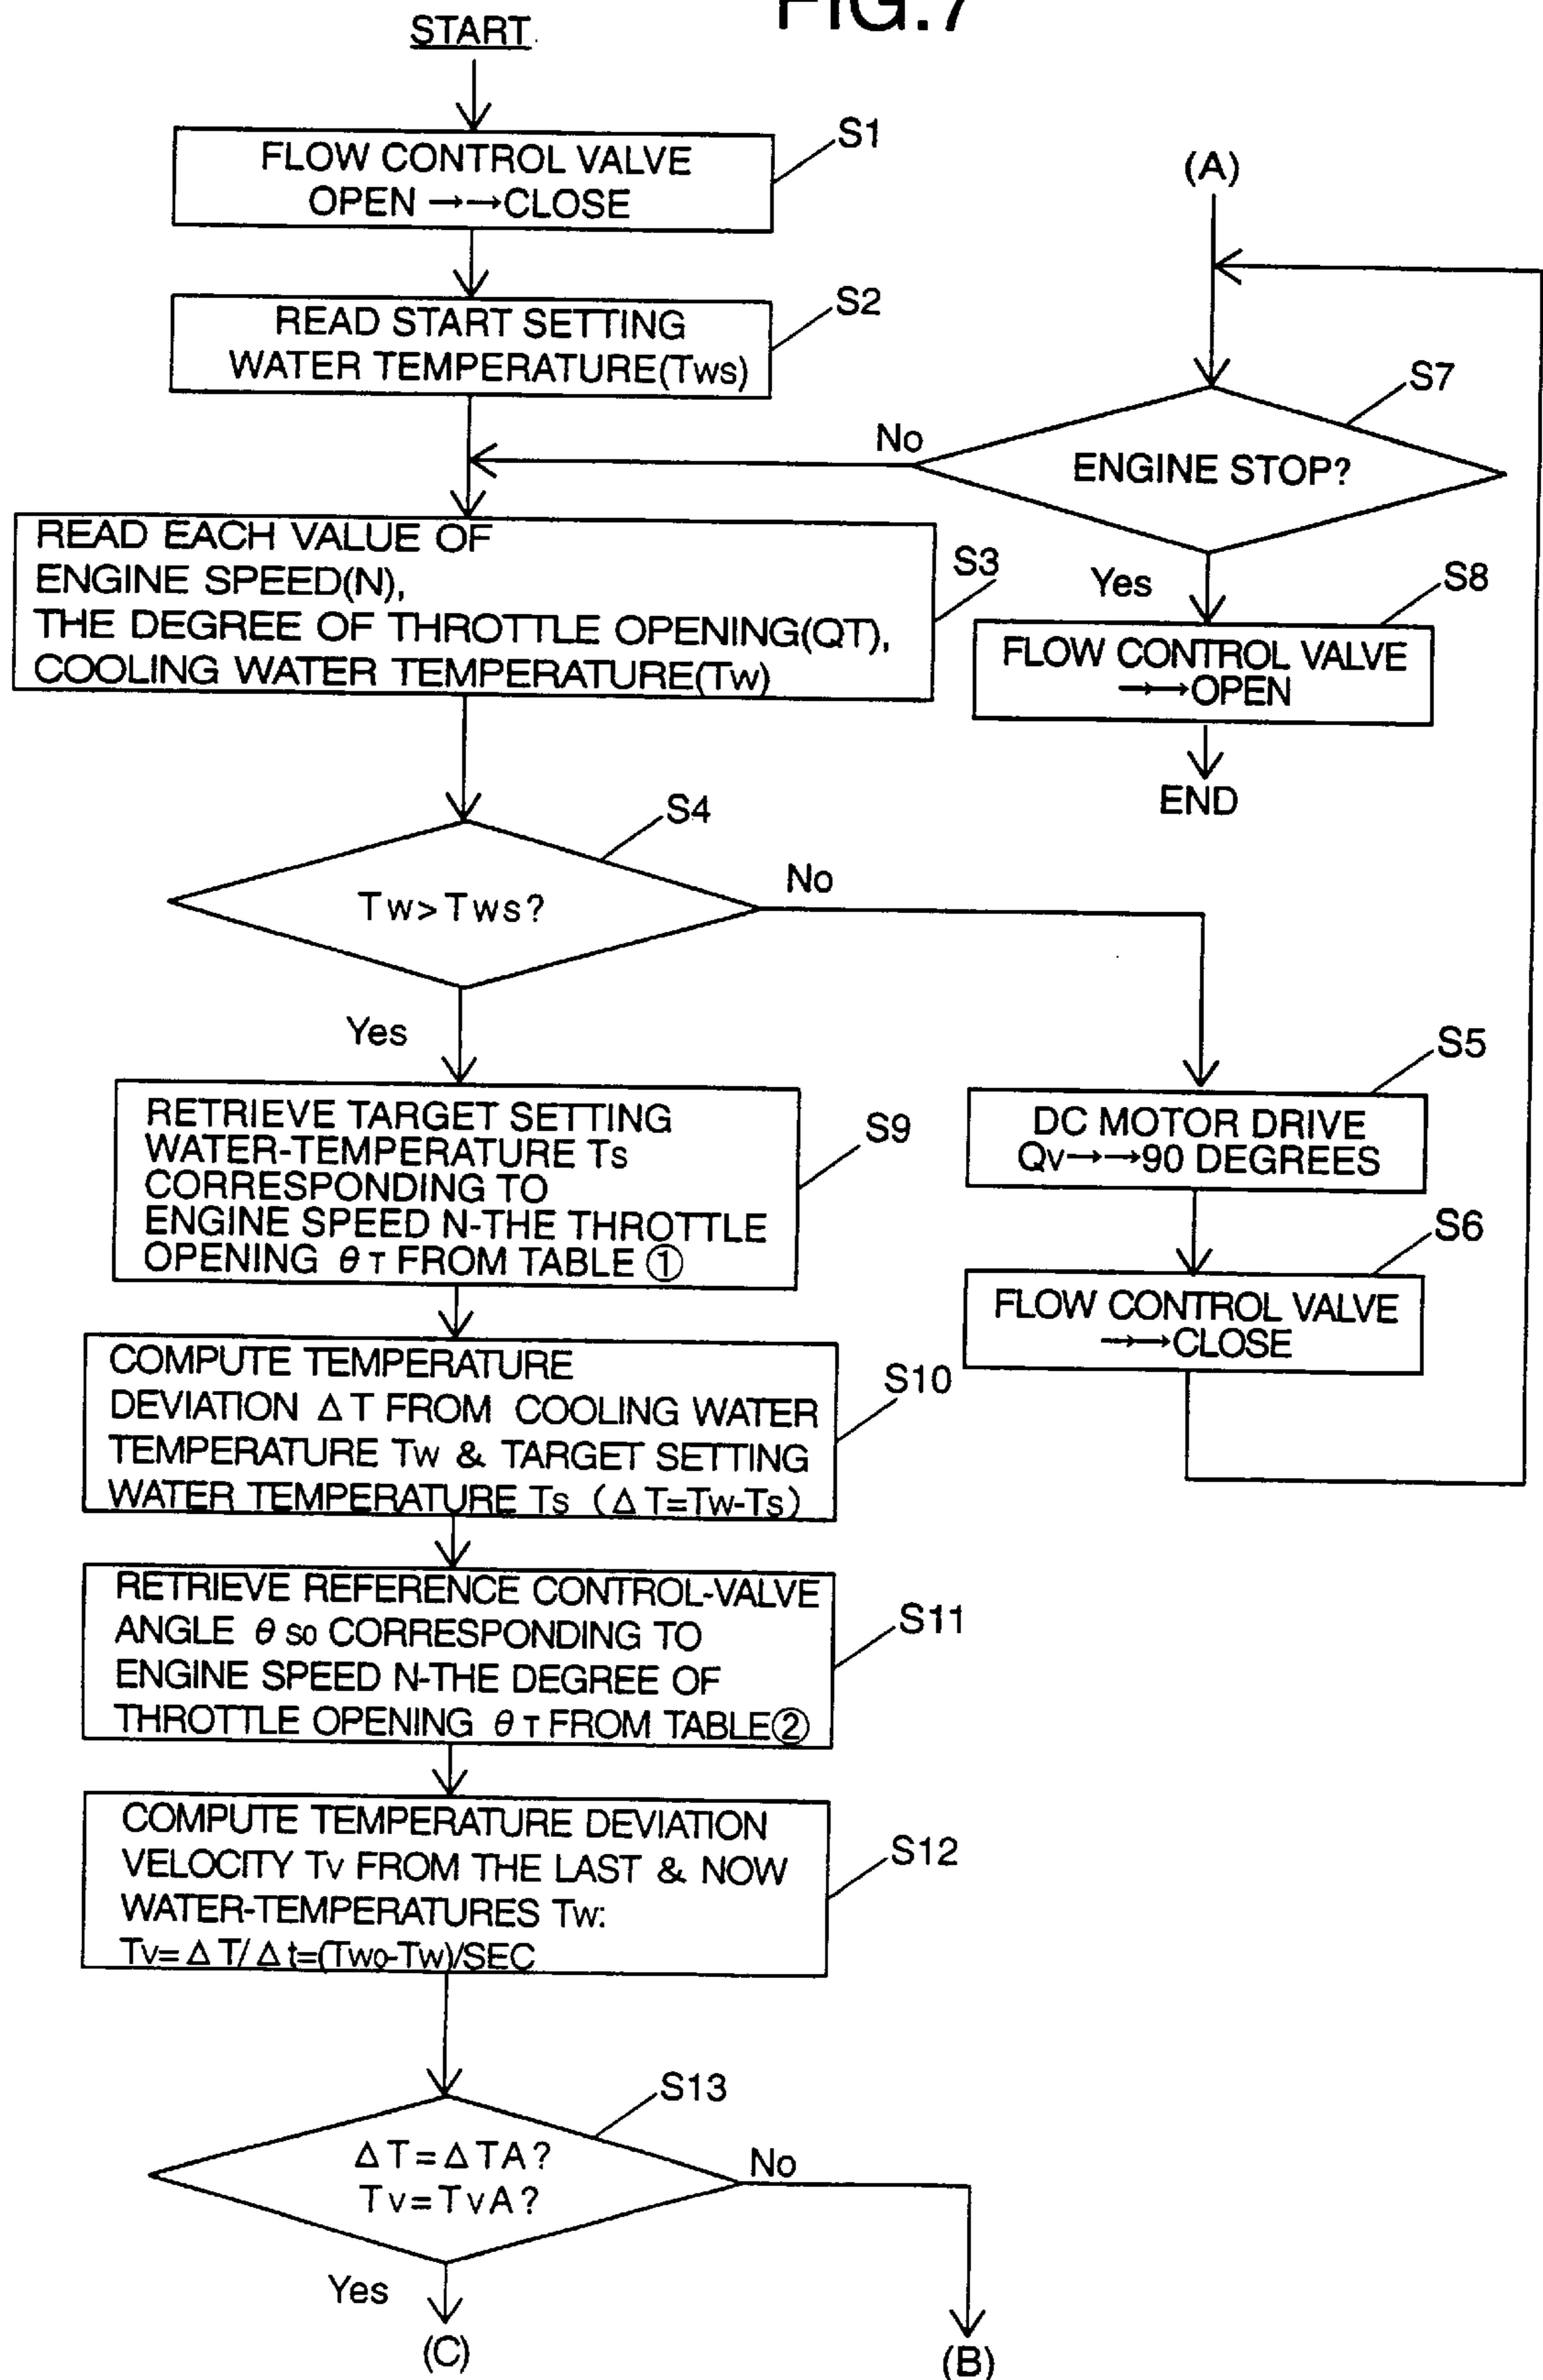 FIG.7
START
S1
FLOW CONTROL VALVE
OPEN →→CLOSE
S2
READ START SETTING
WATER TEMPERATURE(Tws)
S3
READ EACH VALUE OF
ENGINE SPEED(N),
THE DEGREE OF THROTTLE OPENING(QT),
COOLING WATER TEMPERATURE(Tw)
S4
Tw>Tws?
No
Yes
S9
RETRIEVE TARGET SETTING
WATER-TEMPERATURE Ts
CORRESPONDING TO
ENGINE SPEED N-THE THROTTLE
OPENING θT FROM TABLE ①
S10
COMPUTE TEMPERATURE
DEVIATION ΔT FROM COOLING WATER
TEMPERATURE Tw & TARGET SETTING
WATER TEMPERATURE Ts (ΔT=Tw-Ts)
S11
RETRIEVE REFERENCE CONTROL-VALVE
ANGLE θso CORRESPONDING TO
ENGINE SPEED N-THE DEGREE OF
THROTTLE OPENING θT FROM TABLE②
S12
COMPUTE TEMPERATURE DEVIATION
VELOCITY Tv FROM THE LAST & NOW
WATER-TEMPERATURES Tw:
Tv=ΔT/Δt=(Two-Tw)/SEC
S13
ΔT=ΔTA?
Tv=TvA?
No
Yes
(C)
(B)
(A)
S7
ENGINE STOP?
No
Yes
S8
FLOW CONTROL VALVE
→→OPEN
END
S5
DC MOTOR DRIVE
Qv→→90 DEGREES
S6
FLOW CONTROL VALVE
→→CLOSE